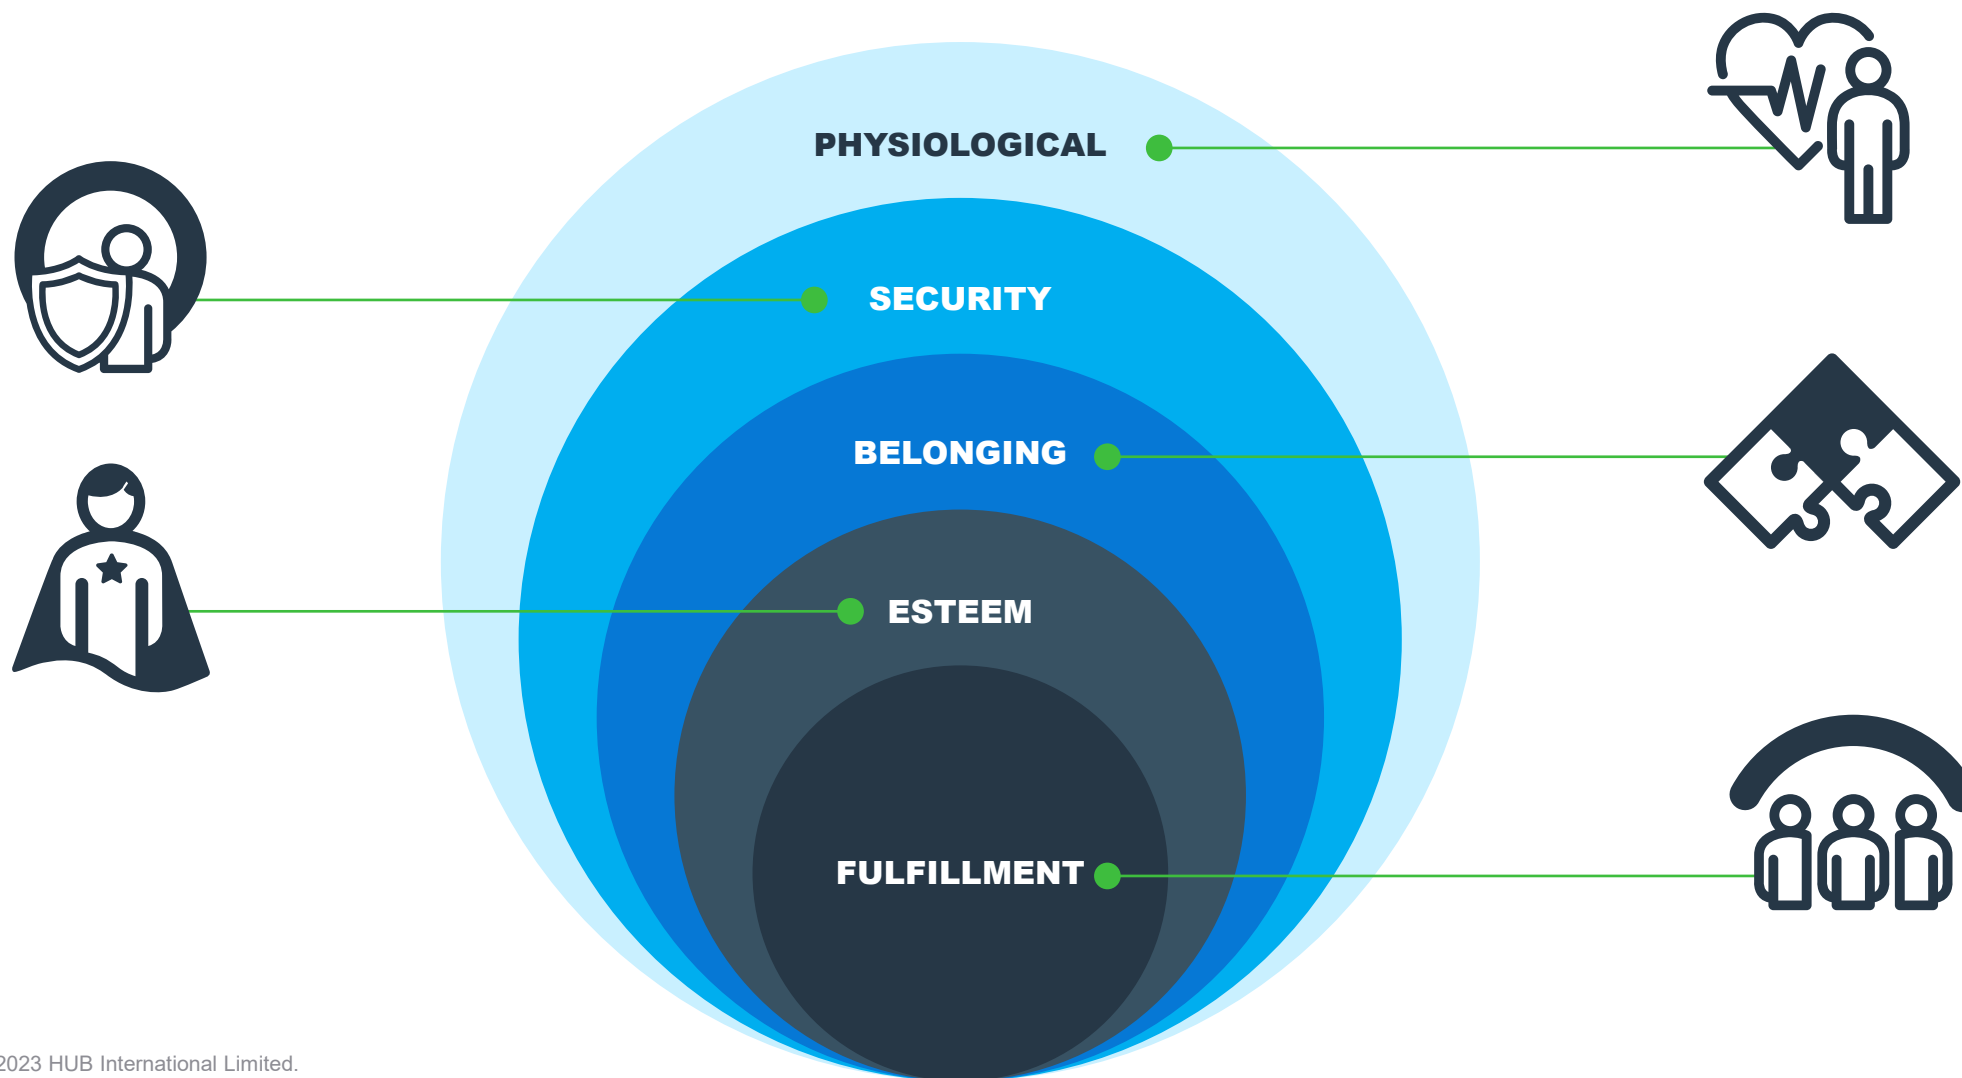 PHYSIOLOGICAL
SECURITY
BELONGING
ESTEEM
FULFILLMENT
2023 HUB International Limited.